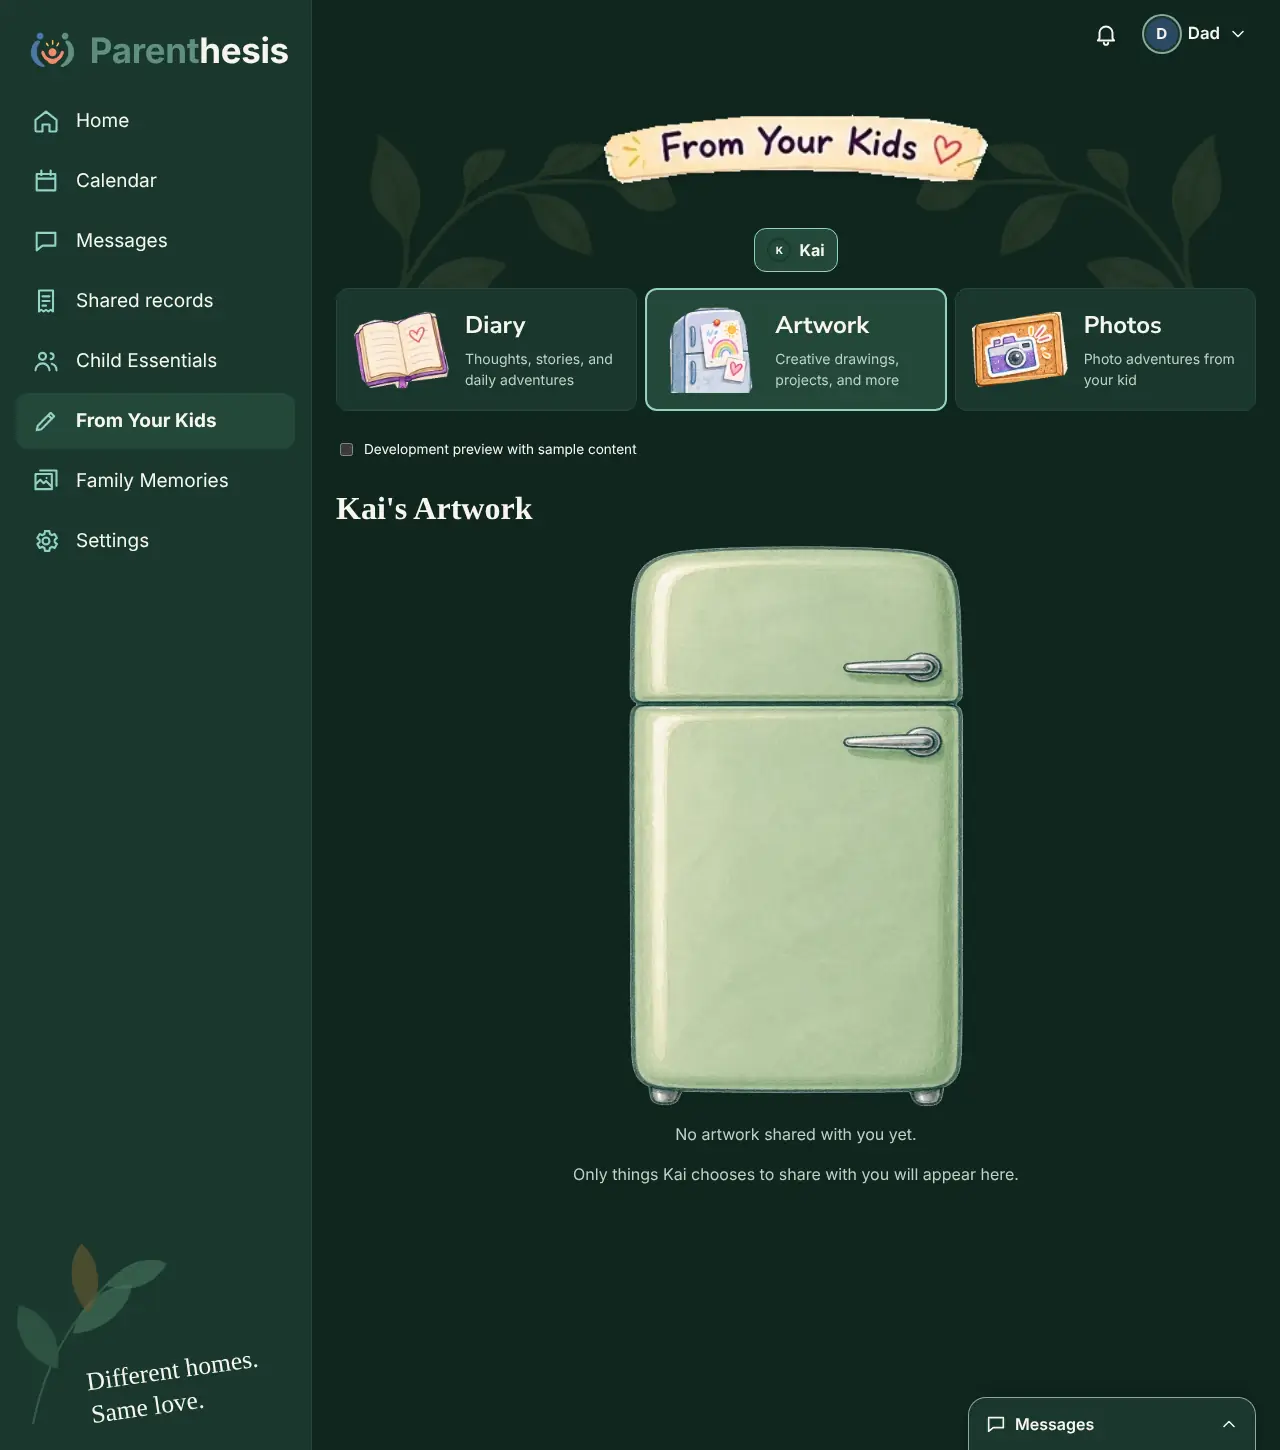 Parenthesis
Home
Calendar
Messages
Shared records
Child Essentials
From Your Kids
Family Memories
Settings
Different homes.
Same love.
D
Dad
From Your Kids
K
Kai
Diary
Thoughts, stories, and
daily adventures
Artwork
Creative drawings,
projects, and more
Photos
Photo adventures from
your kid
Development preview with sample content
Kai's Artwork
No artwork shared with you yet.
Only things Kai chooses to share with you will appear here.
Messages